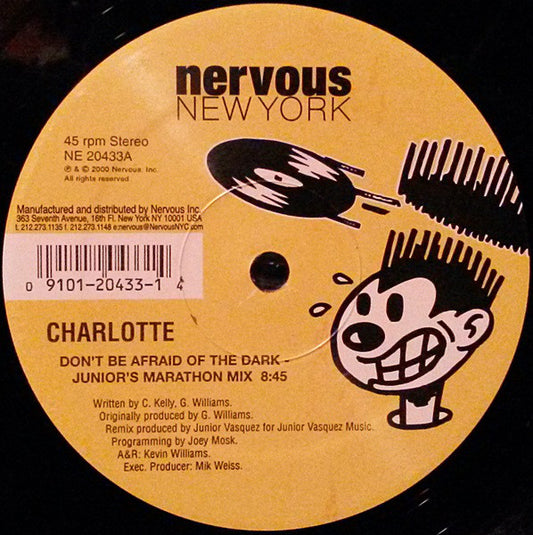 nervous
NEW YORK
45 rpm Stereo
NE 20433A
℗ & © 2000 Nervous, Inc.
All rights reserved
Manufactured and distributed by Nervous Inc.
363 Seventh Avenue, 16th Fl. New York NY 10001 USA
t. 212.273.1135 f. 212.273.1148 e.nervous@NervousNYC.com
0 9101-20433-1 4
CHARLOTTE
DON'T BE AFRAID OF THE DARK -
JUNIOR'S MARATHON MIX 8:45
Written by C. Kelly, G. Williams.
Originally produced by G. Williams.
Remix produced by Junior Vasquez for Junior Vasquez Music.
Programming by Joey Mosk.
A&R: Kevin Williams.
Exec. Producer: Mik Weiss.